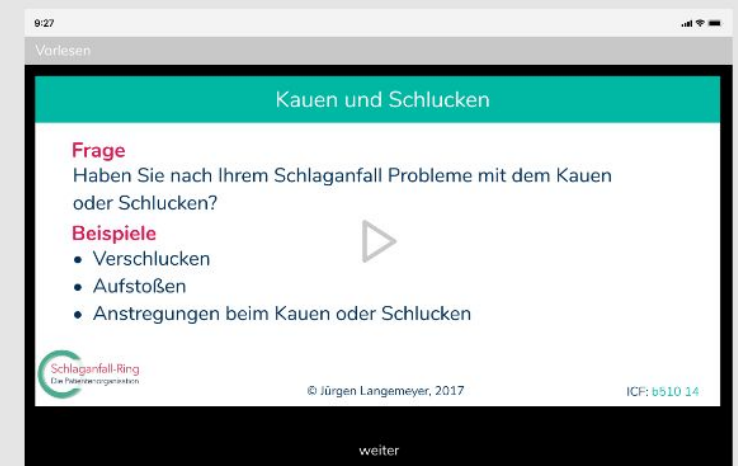 9:27
Vorlesen
Kauen und Schlucken
Frage
Haben Sie nach Ihrem Schlaganfall Probleme mit dem Kauen
oder Schlucken?
Beispiele
• Verschlucken
• Aufstoßen
• Anstregungen beim Kauen oder Schlucken
Schlaganfall-Ring
Die Patientenorganisation
© Jürgen Langemeyer, 2017
ICF: b510 14
weiter